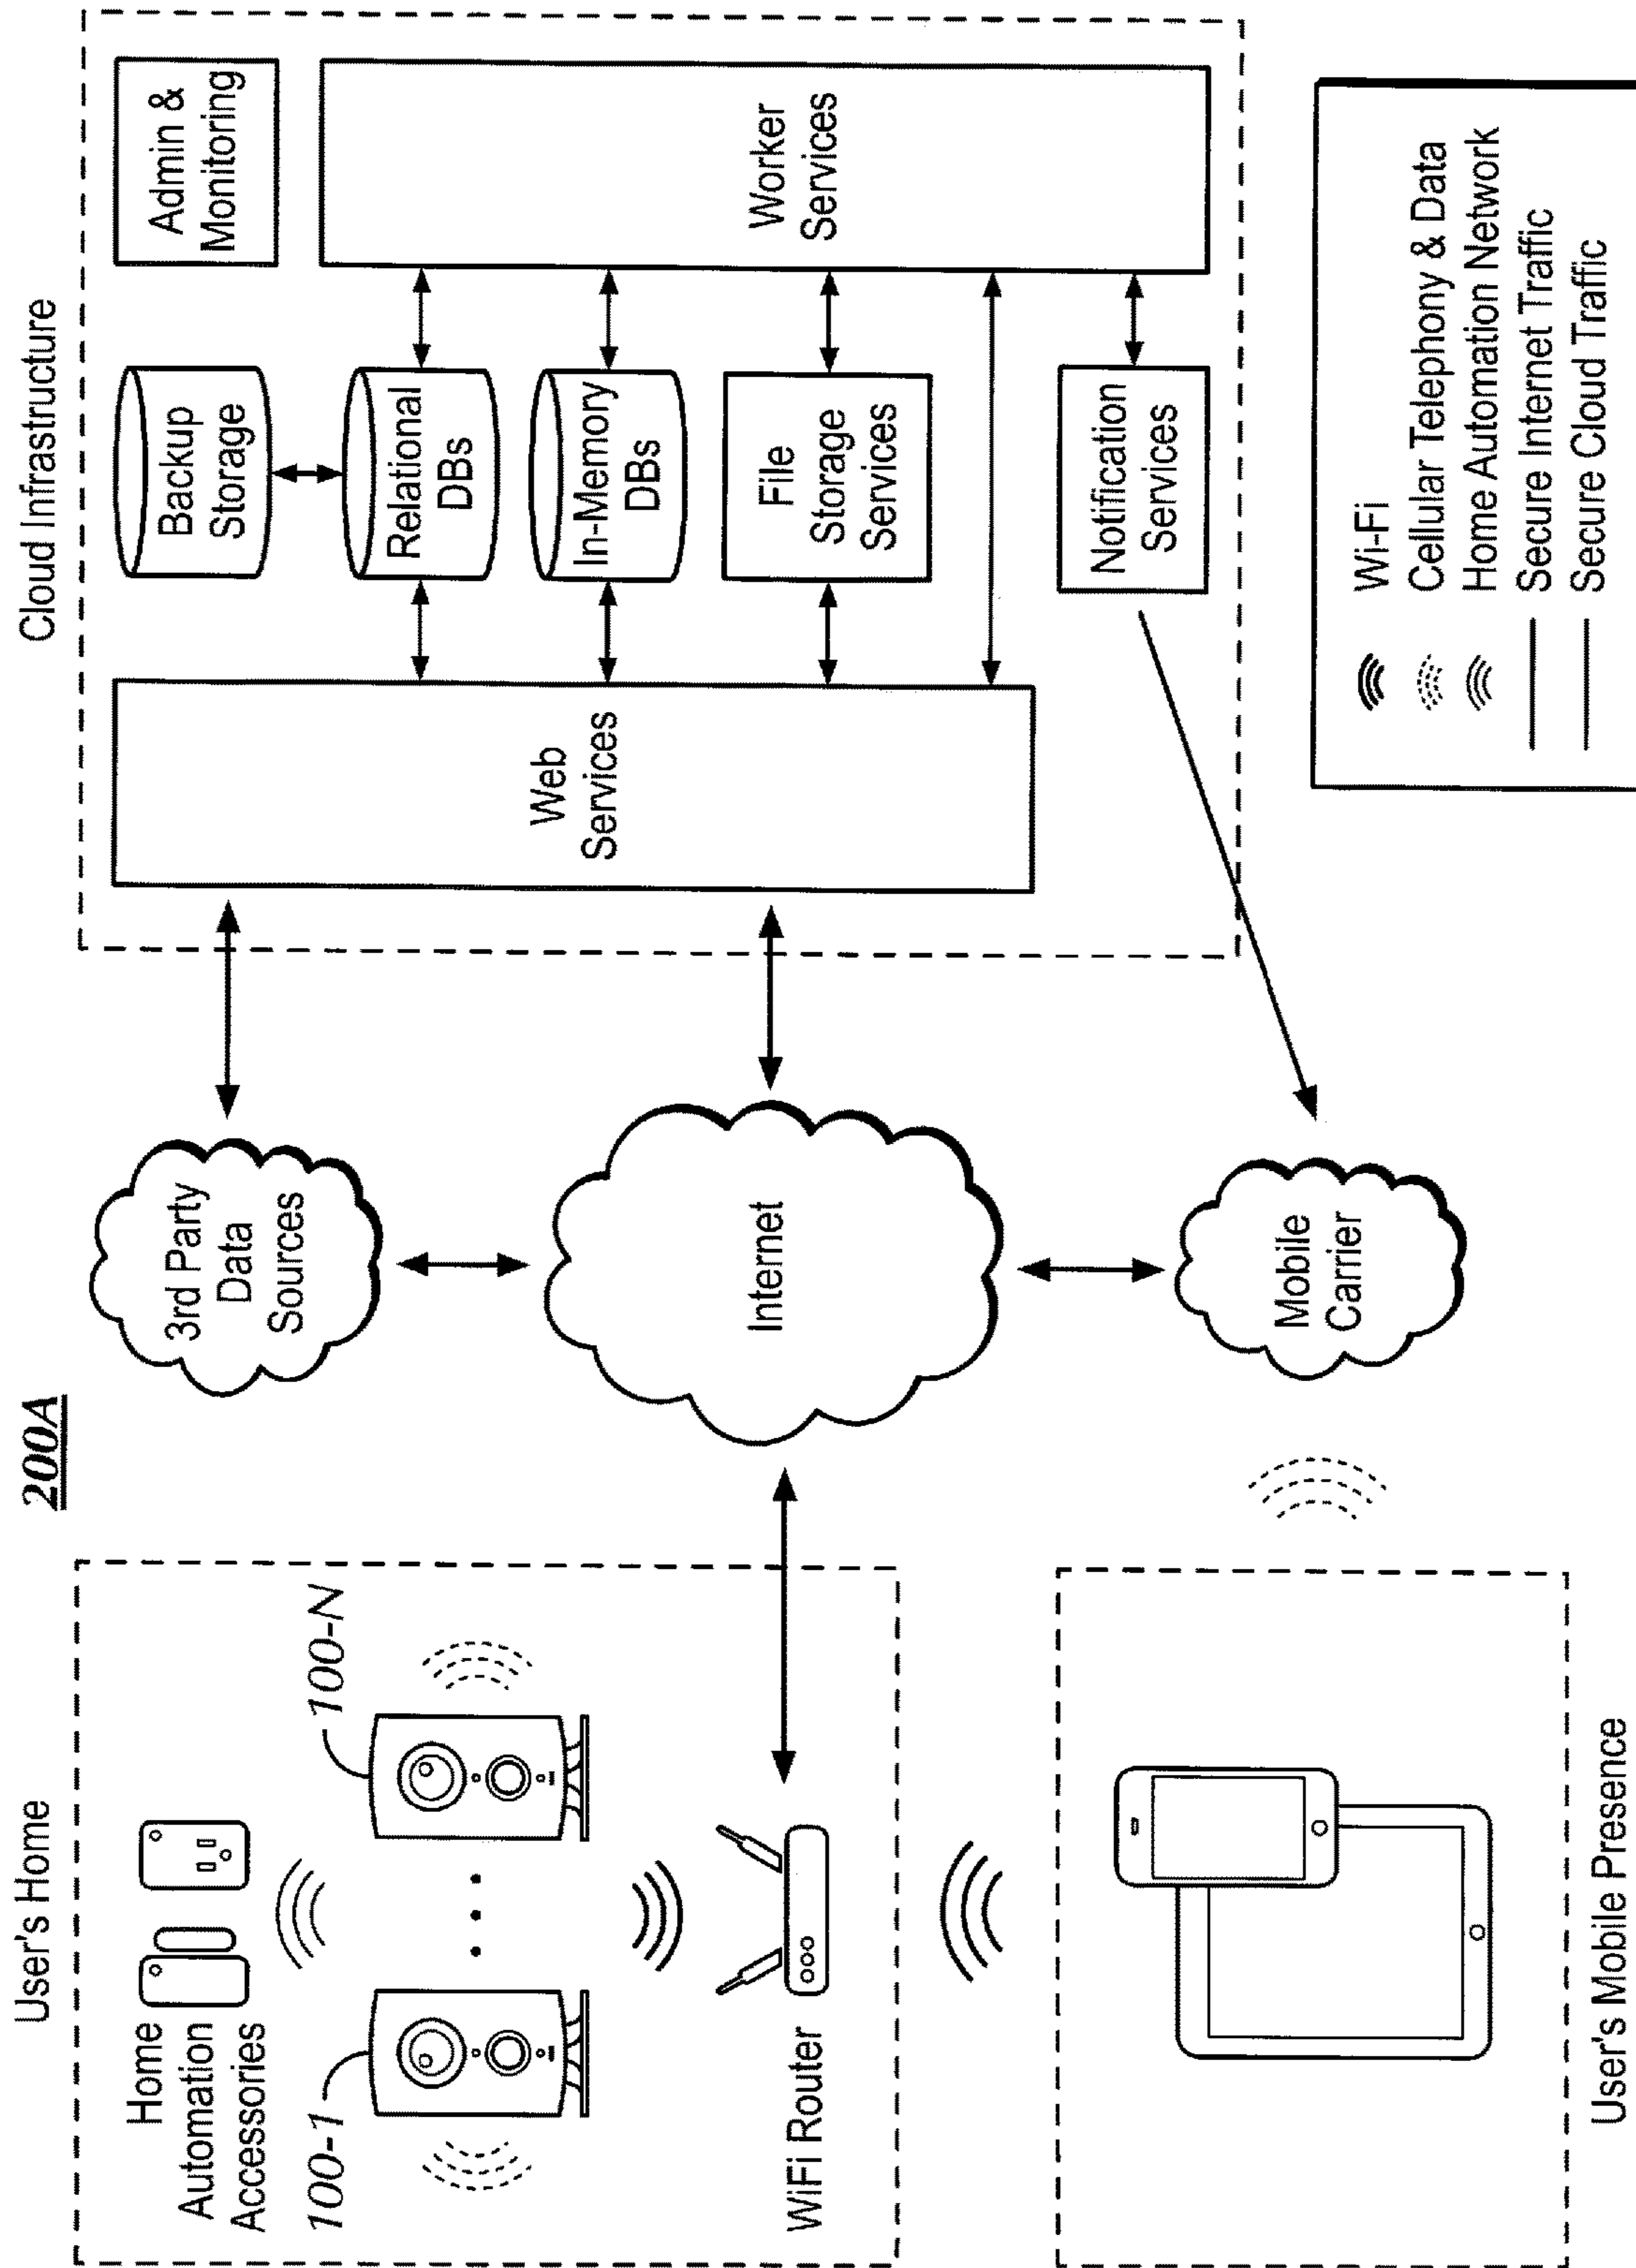 200A
User's Home
Home
Automation
Accessories
100-1
100-N
WiFi Router
User's Mobile Presence
3rd Party
Data
Sources
Internet
Mobile
Carrier
Cloud Infrastructure
Web
Services
Backup
Storage
Relational
DBs
In-Memory
DBs
File
Storage
Services
Notification
Services
Admin &
Monitoring
Worker
Services
Wi-Fi
Cellular Telephony & Data
Home Automation Network
Secure Internet Traffic
Secure Cloud Traffic